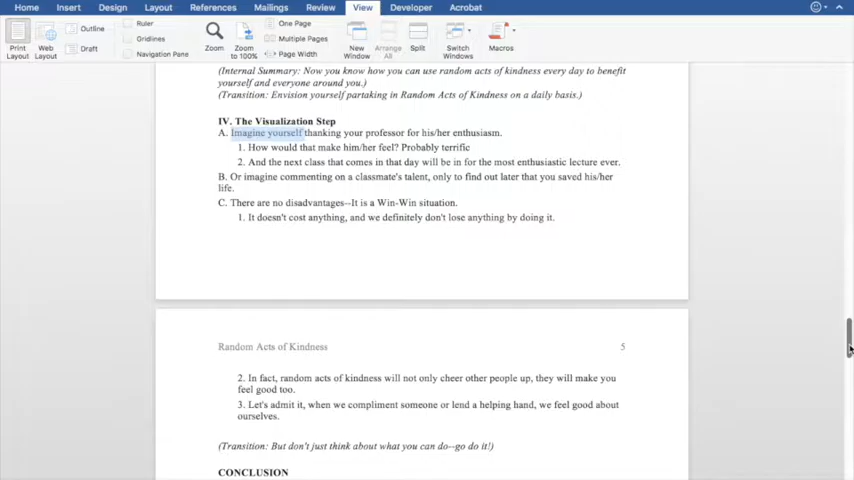 Home Insert Design Layout References Mailings Review View Developer Acrobat
Ruler
Gridlines
Navigation Pane
Print Layout
Web Layout
Outline
Draft
Zoom
Zoom to 100%
One Page
Multiple Pages
Page Width
New Window
Arrange All
Split
Switch Windows
Macros
(Internal Summary: Now you know how you can use random acts of kindness every day to benefit
yourself and everyone around you.)
(Transition: Envision yourself partaking in Random Acts of Kindness on a daily basis.)
IV. The Visualization Step
A. Imagine yourself thanking your professor for his/her enthusiasm.
1. How would that make him/her feel? Probably terrific
2. And the next class that comes in that day will be in for the most enthusiastic lecture ever.
B. Or imagine commenting on a classmate's talent, only to find out later that you saved his/her
life.
C. There are no disadvantages--It is a Win-Win situation.
1. It doesn't cost anything, and we definitely don't lose anything by doing it.
Random Acts of Kindness 5
2. In fact, random acts of kindness will not only cheer other people up, they will make you
feel good too.
3. Let's admit it, when we compliment someone or lend a helping hand, we feel good about
ourselves.
(Transition: But don't just think about what you can do--go do it!)
CONCLUSION